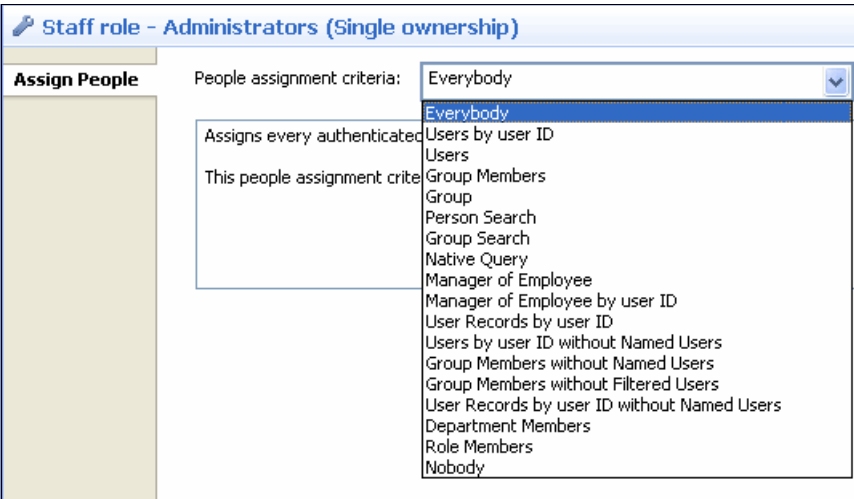 Staff role - Administrators (Single ownership)
Assign People
People assignment criteria:
Everybody
Assigns every authenticated
This people assignment crite
Everybody
Users by user ID
Users
Group Members
Group
Person Search
Group Search
Native Query
Manager of Employee
Manager of Employee by user ID
User Records by user ID
Users by user ID without Named Users
Group Members without Named Users
Group Members without Filtered Users
User Records by user ID without Named Users
Department Members
Role Members
Nobody